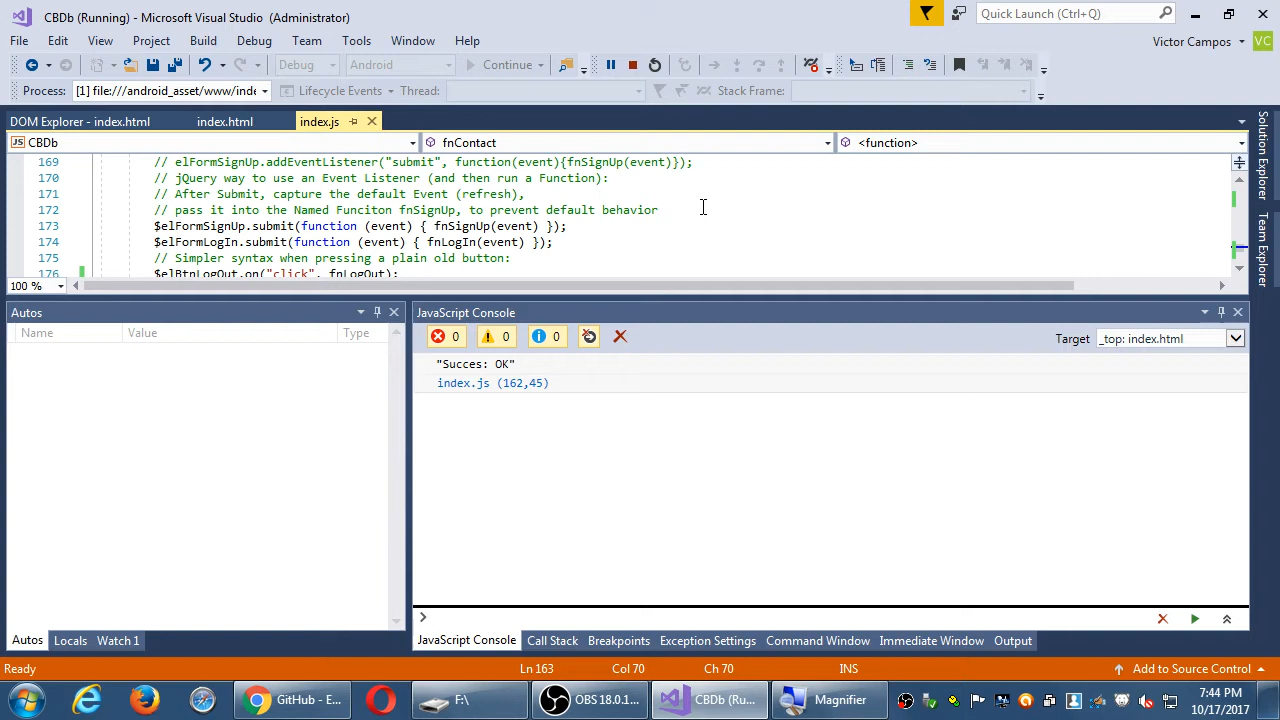 CBDb (Running) - Microsoft Visual Studio (Administrator)
Quick Launch (Ctrl+Q)
File Edit View Project Build Debug Team Tools Window Help
Victor Campos VC
Debug Android Continue
Process: [1] file:///android_asset/www/inde Lifecycle Events Thread: Stack Frame:
DOM Explorer - index.html index.html index.js
CBDb fnContact <function>
169 // elFormSignUp.addEventListener("submit", function(event){fnSignUp(event)});
170 // jQuery way to use an Event Listener (and then run a Function):
171 // After Submit, capture the default Event (refresh),
172 // pass it into the Named Funciton fnSignUp, to prevent default behavior
173 $elFormSignUp.submit(function (event) { fnSignUp(event) });
174 $elFormLogIn.submit(function (event) { fnLogIn(event) });
175 // Simpler syntax when pressing a plain old button:
176 $elBtnLogOut.on("click", fnLogOut);
100 %
Solution Explorer
Team Explorer
Autos
Name Value Type
JavaScript Console
0 0 0
Target _top: index.html
"Succes: OK"
index.js (162,45)
Autos Locals Watch 1
JavaScript Console Call Stack Breakpoints Exception Settings Command Window Immediate Window Output
Ready Ln 163 Col 70 Ch 70 INS Add to Source Control
GitHub - E... F:\ OBS 18.0.1... CBDb (Ru... Magnifier
7:44 PM
10/17/2017